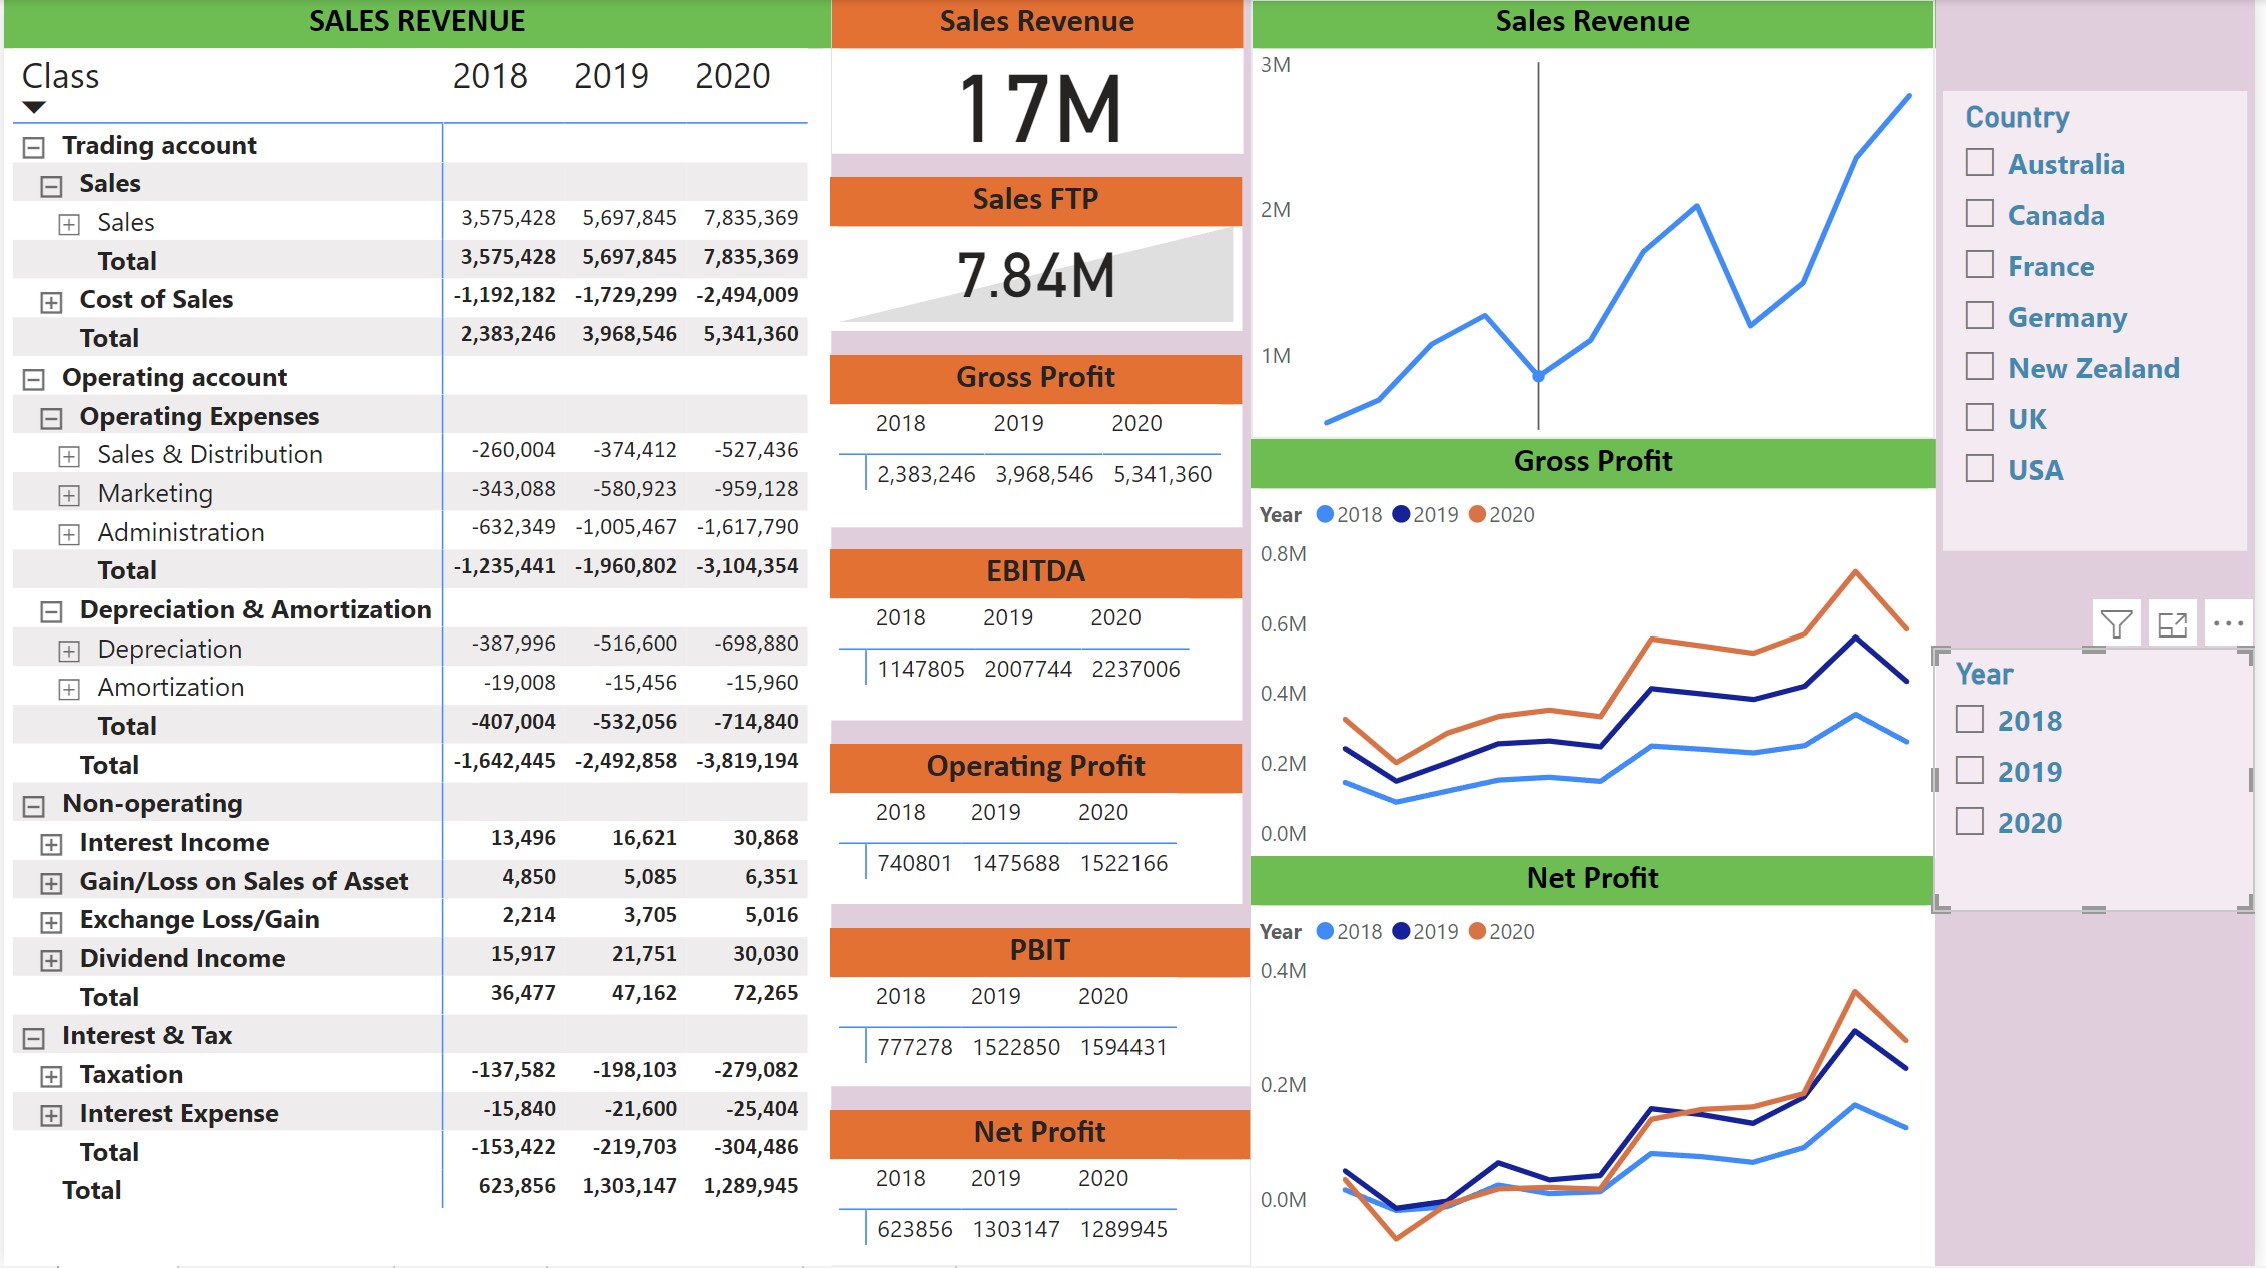 SALES REVENUE
Class 2018 2019 2020
Trading account
Sales
Sales 3,575,428 5,697,845 7,835,369
Total 3,575,428 5,697,845 7,835,369
Cost of Sales -1,192,182 -1,729,299 -2,494,009
Total 2,383,246 3,968,546 5,341,360
Operating account
Operating Expenses
Sales & Distribution -260,004 -374,412 -527,436
Marketing -343,088 -580,923 -959,128
Administration -632,349 -1,005,467 -1,617,790
Total -1,235,441 -1,960,802 -3,104,354
Depreciation & Amortization
Depreciation -387,996 -516,600 -698,880
Amortization -19,008 -15,456 -15,960
Total -407,004 -532,056 -714,840
Total -1,642,445 -2,492,858 -3,819,194
Non-operating
Interest Income 13,496 16,621 30,868
Gain/Loss on Sales of Asset 4,850 5,085 6,351
Exchange Loss/Gain 2,214 3,705 5,016
Dividend Income 15,917 21,751 30,030
Total 36,477 47,162 72,265
Interest & Tax
Taxation -137,582 -198,103 -279,082
Interest Expense -15,840 -21,600 -25,404
Total -153,422 -219,703 -304,486
Total 623,856 1,303,147 1,289,945
Sales Revenue
17M
Sales FTP
7.84M
Gross Profit
2018 2019 2020
2,383,246 3,968,546 5,341,360
EBITDA
2018 2019 2020
1147805 2007744 2237006
Operating Profit
2018 2019 2020
740801 1475688 1522166
PBIT
2018 2019 2020
777278 1522850 1594431
Net Profit
2018 2019 2020
623856 1303147 1289945
Sales Revenue
3M
2M
1M
Gross Profit
Year 2018 2019 2020
0.8M
0.6M
0.4M
0.2M
0.0M
Net Profit
Year 2018 2019 2020
0.4M
0.2M
0.0M
Country
Australia
Canada
France
Germany
New Zealand
UK
USA
Year
2018
2019
2020